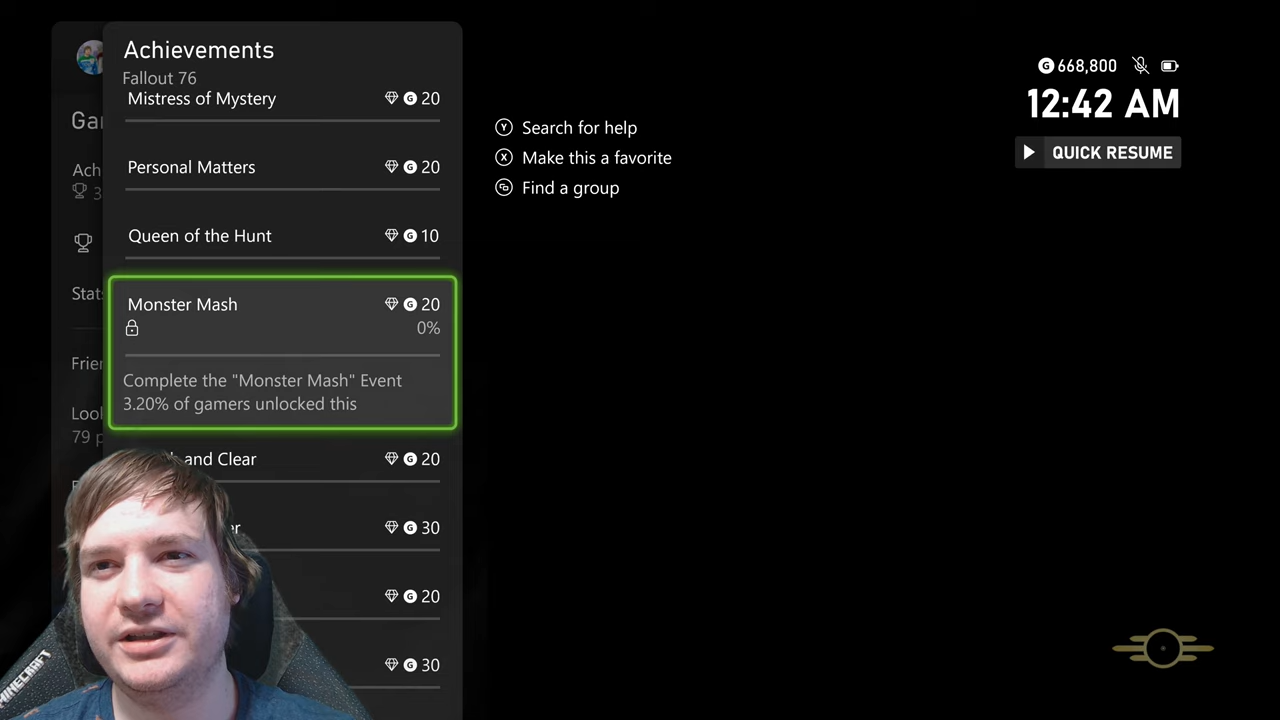 Achievements
Fallout 76
Mistress of Mystery 20
Personal Matters 20
Queen of the Hunt 10
Monster Mash 20
0%
Complete the "Monster Mash" Event
3.20% of gamers unlocked this
and Clear 20
30
20
30
Search for help
Make this a favorite
Find a group
668,800
12:42 AM
QUICK RESUME
MINECRAFT